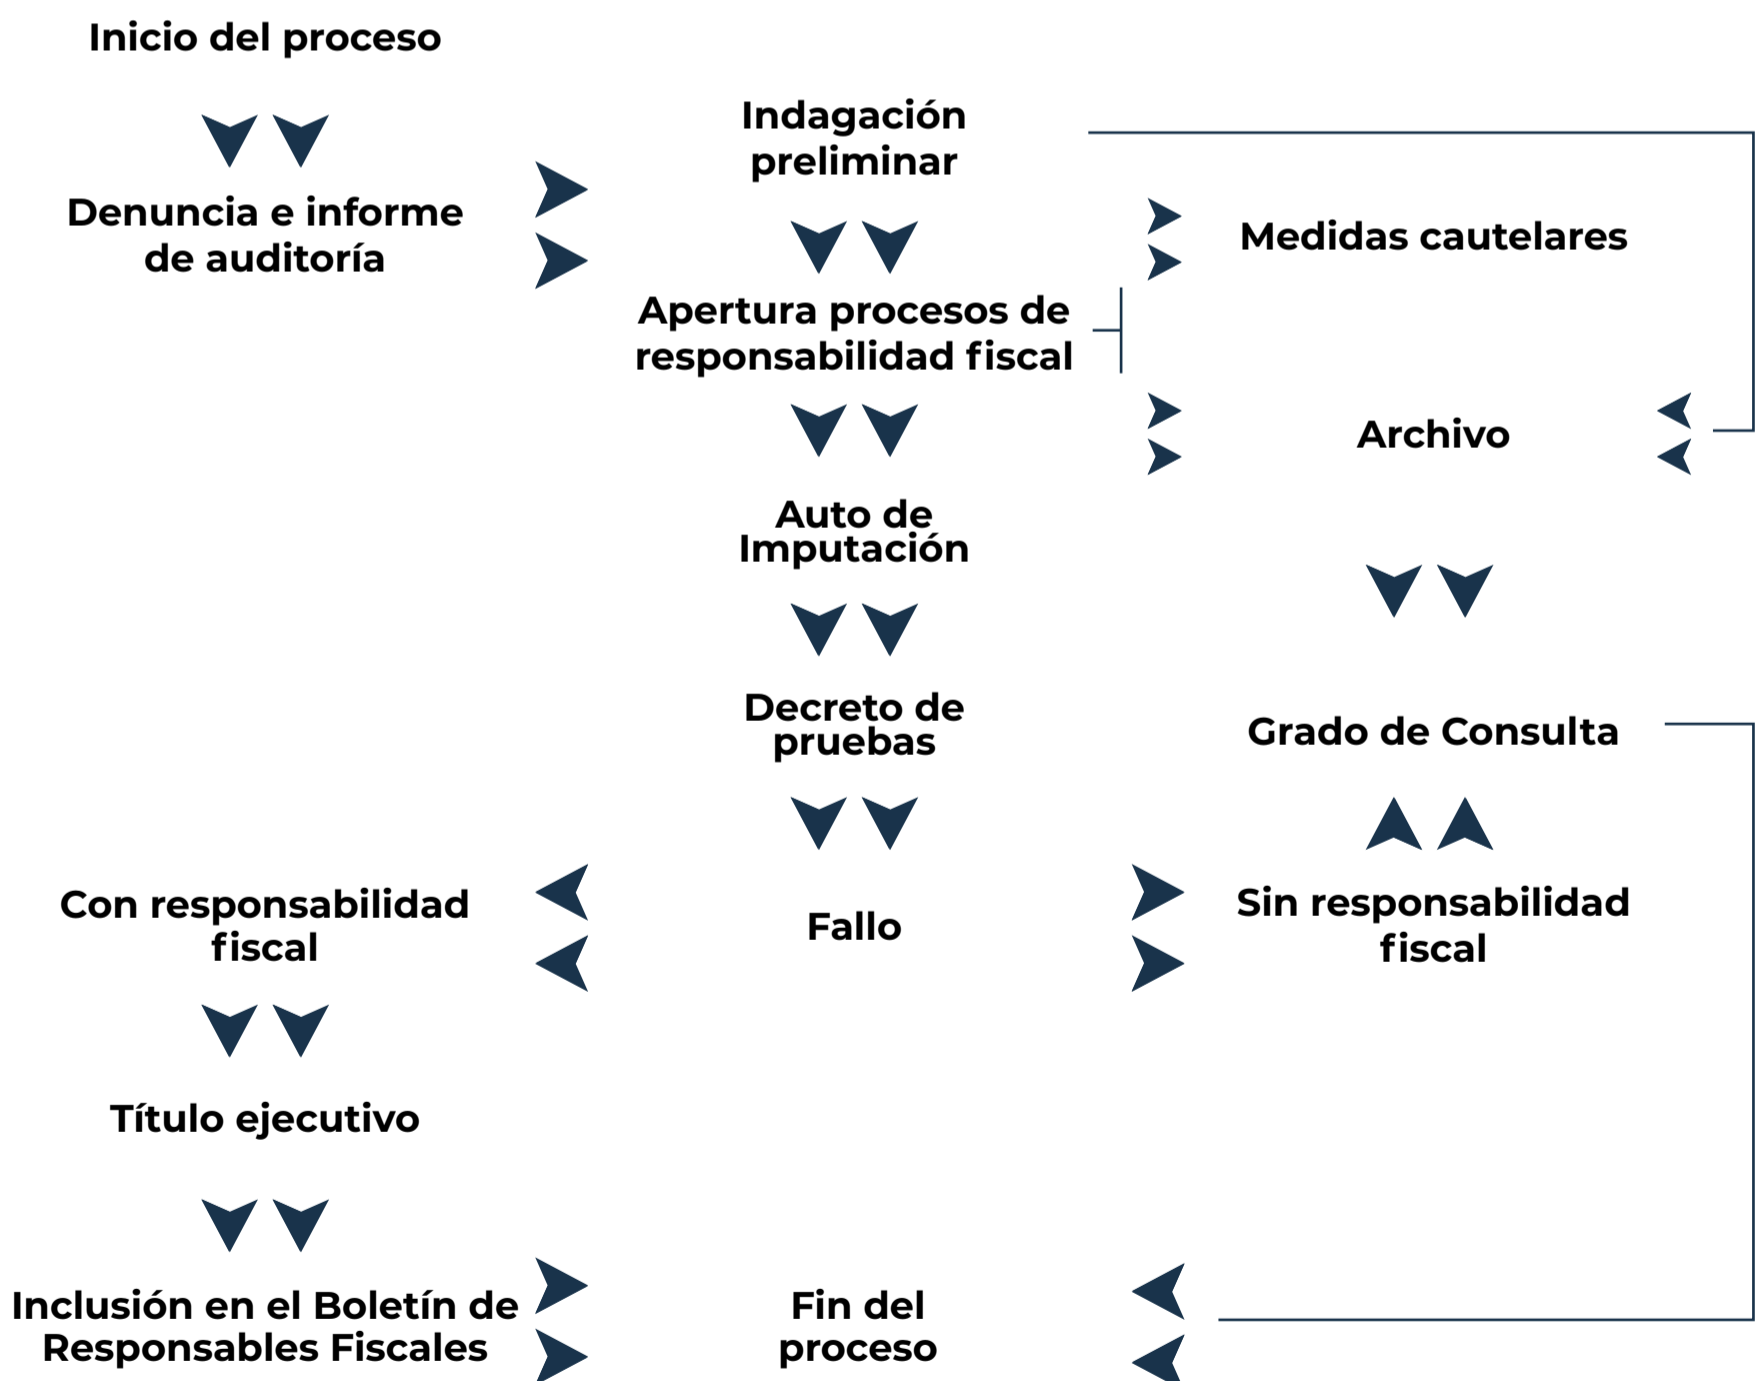 Inicio del proceso
Indagación
preliminar
Denuncia e informe
de auditoría
Medidas cautelares
Apertura procesos de
responsabilidad fiscal
Archivo
Auto de
Imputación
Decreto de
pruebas
Grado de Consulta
Con responsabilidad
fiscal
Fallo
Sin responsabilidad
fiscal
Título ejecutivo
Inclusión en el Boletín de
Responsables Fiscales
Fin del
proceso